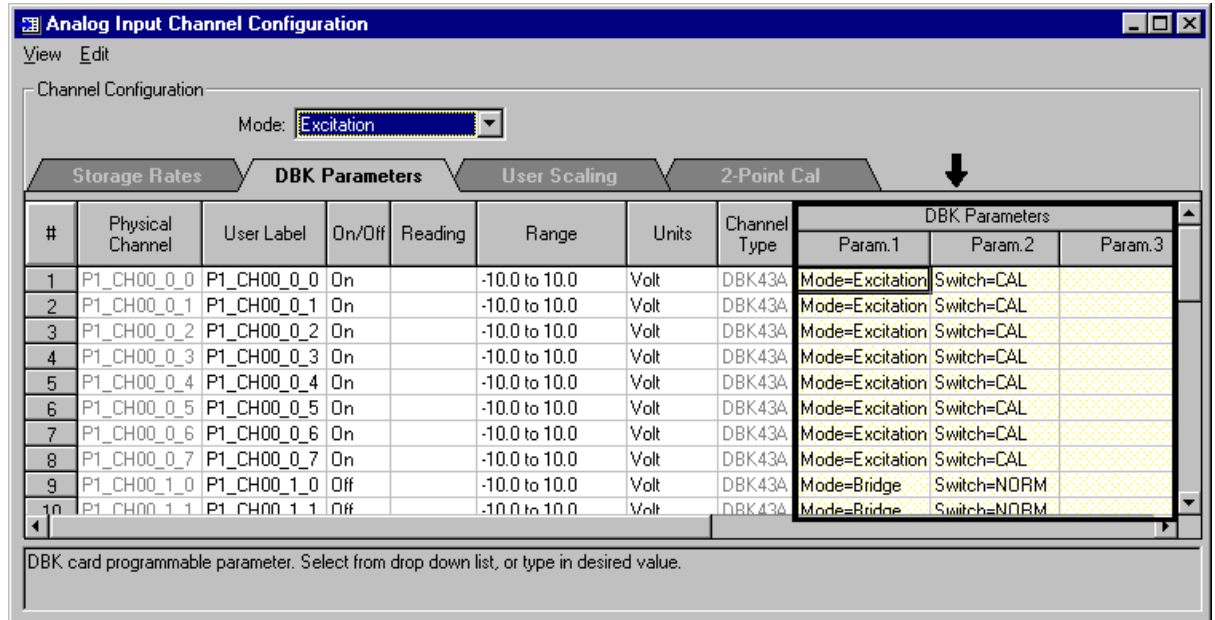 Analog Input Channel Configuration
View Edit
Channel Configuration
Mode: Excitation
Storage Rates DBK Parameters User Scaling 2-Point Cal
# Physical Channel User Label On/Off Reading Range Units Channel Type DBK Parameters
Param.1 Param.2 Param.3
1 P1_CH00_0_0 P1_CH00_0_0 On -10.0 to 10.0 Volt DBK43A Mode=Excitation Switch=CAL
2 P1_CH00_0_1 P1_CH00_0_1 On -10.0 to 10.0 Volt DBK43A Mode=Excitation Switch=CAL
3 P1_CH00_0_2 P1_CH00_0_2 On -10.0 to 10.0 Volt DBK43A Mode=Excitation Switch=CAL
4 P1_CH00_0_3 P1_CH00_0_3 On -10.0 to 10.0 Volt DBK43A Mode=Excitation Switch=CAL
5 P1_CH00_0_4 P1_CH00_0_4 On -10.0 to 10.0 Volt DBK43A Mode=Excitation Switch=CAL
6 P1_CH00_0_5 P1_CH00_0_5 On -10.0 to 10.0 Volt DBK43A Mode=Excitation Switch=CAL
7 P1_CH00_0_6 P1_CH00_0_6 On -10.0 to 10.0 Volt DBK43A Mode=Excitation Switch=CAL
8 P1_CH00_0_7 P1_CH00_0_7 On -10.0 to 10.0 Volt DBK43A Mode=Excitation Switch=CAL
9 P1_CH00_1_0 P1_CH00_1_0 Off -10.0 to 10.0 Volt DBK43A Mode=Bridge Switch=NORM
10 P1_CH00_1_1 P1_CH00_1_1 Off -10.0 to 10.0 Volt DBK43A Mode=Bridge Switch=NORM
DBK card programmable parameter. Select from drop down list, or type in desired value.